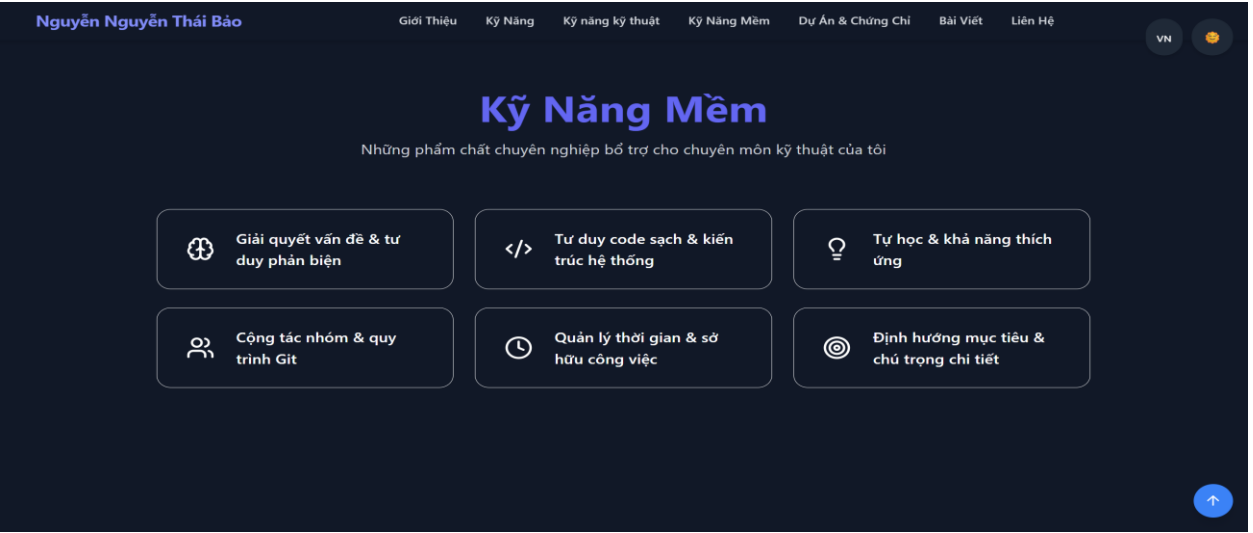 Nguyễn Nguyễn Thái Bảo
Giới Thiệu
Kỹ Năng
Kỹ năng kỹ thuật
Kỹ Năng Mềm
Dự Án & Chứng Chỉ
Bài Viết
Liên Hệ
VN
Kỹ Năng Mềm
Những phẩm chất chuyên nghiệp bổ trợ cho chuyên môn kỹ thuật của tôi
Giải quyết vấn đề & tư
duy phản biện
</>
Tư duy code sạch & kiến
trúc hệ thống
Tự học & khả năng thích
ứng
Cộng tác nhóm & quy
trình Git
Quản lý thời gian & sở
hữu công việc
Định hướng mục tiêu &
chú trọng chi tiết